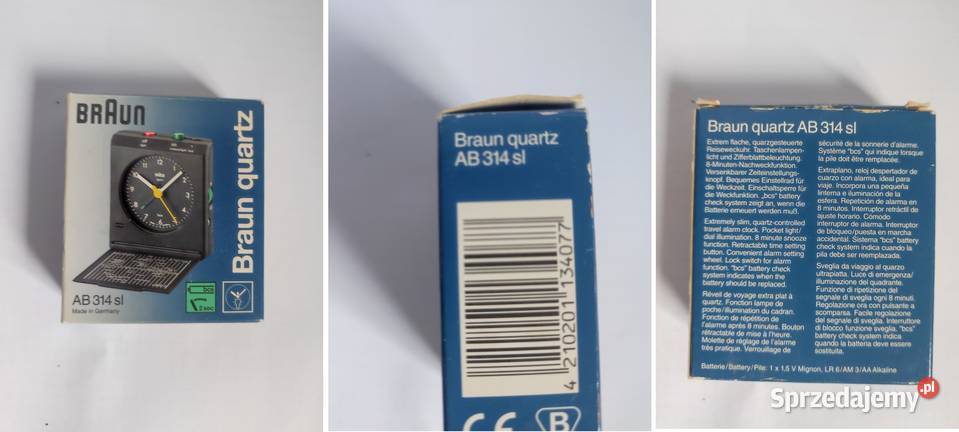 BRAUN
Braun quartz
bcs
2 sec
AB 314 sl
Made in Germany
Braun quartz
AB 314 sl
4 210201 134077
CE
B
Braun quartz AB 314 sl
Extrem flache, quarzgesteuerte
Reiseweckuhr. Taschenlampen-
licht und Zifferblattbeleuchtung.
8-Minuten-Nachweckfunktion.
Versenkbarer Zeiteinstellungs-
knopf. Bequemes Einstellrad für
die Weckzeit. Einschaltsperre für
die Weckfunktion. „bcs" battery
check system zeigt an, wenn die
Batterie erneuert werden muß.
Extremely slim, quartz-controlled
travel alarm clock. Pocket light/
dial illumination. 8 minute snooze
function. Retractable time setting
button. Convenient alarm setting
wheel. Lock switch for alarm
function. "bcs" battery check
system indicates when the
battery should be replaced.
Réveil de voyage extra plat à
quartz. Fonction lampe de
poche/illumination du cadran.
Fonction de répétition de
l'alarme après 8 minutes. Bouton
rétractable de mise à l'heure.
Molette de réglage de l'alarme
très pratique. Verrouillage de
sécurité de la sonnerie d'alarme.
Système "bcs" qui indique lorsque
la pile doit être remplacée.
Extraplano, reloj despertador de
cuarzo con alarma, ideal para
viaje. Incorpora una pequeña
linterna e iluminación de la
esfera. Repetición de alarma en
8 minutos. Interruptor retráctil de
ajuste horario. Cómodo
interruptor de alarma. Interruptor
de bloqueo/puesta en marcha
accidental. Sistema "bcs" battery
check system indica cuando la
pila debe ser reemplazada.
Sveglia da viaggio al quarzo
ultrapiatta. Luce di emergenza/
illuminazione del quadrante.
Funzione di ripetizione del
segnale di sveglia ogni 8 minuti.
Regolazione ora con pulsante a
scomparsa. Facile regolazione
del segnale di sveglia. Interruttore
di blocco funzione sveglia. "bcs"
battery check system indica
quando la batteria deve essere
sostituita.
Batterie/Battery/Pile: 1 x 1,5 V Mignon, LR 6/AM 3/AA Alkaline
Sprzedajemy.pl